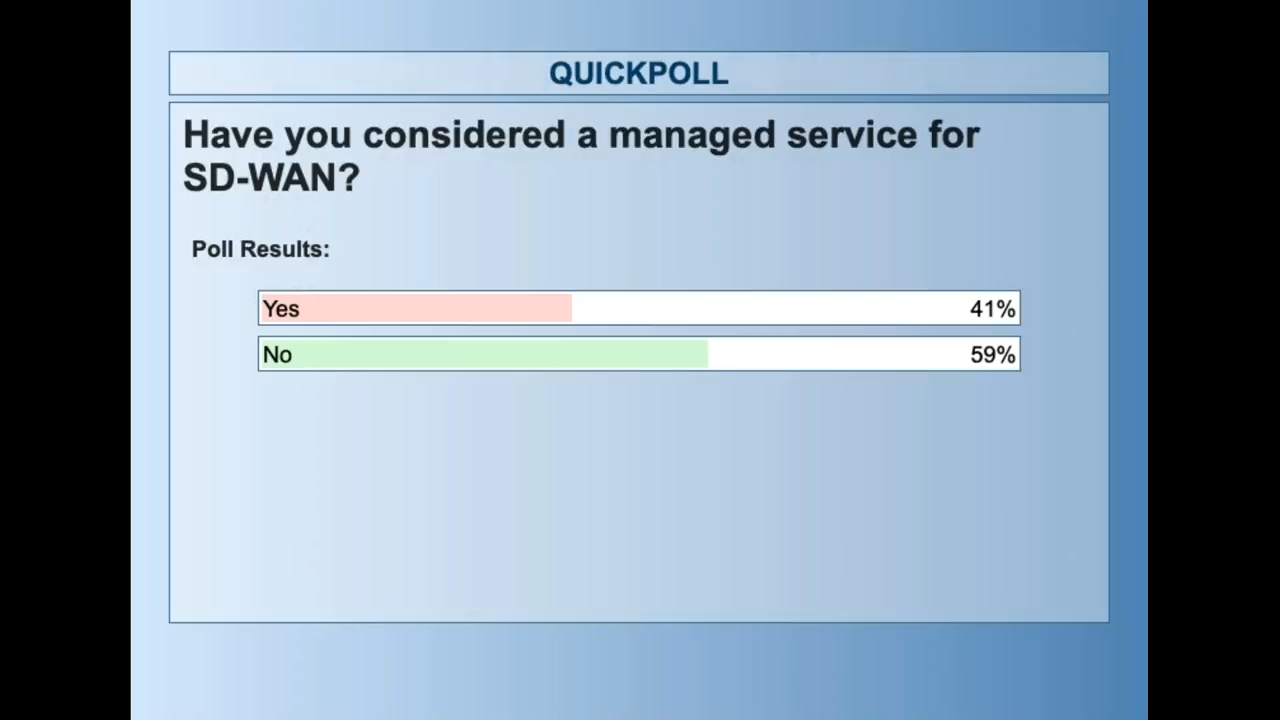 QUICKPOLL
Have you considered a managed service for
SD-WAN?
Poll Results:
Yes 41%
No 59%